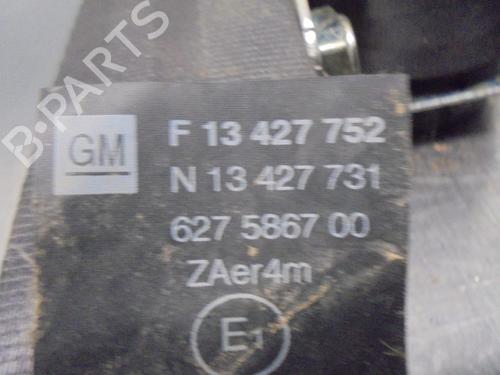 B-PARTS
GM
F 13 427 752
N 13 427 731
627 5867 00
ZAer4m
E1